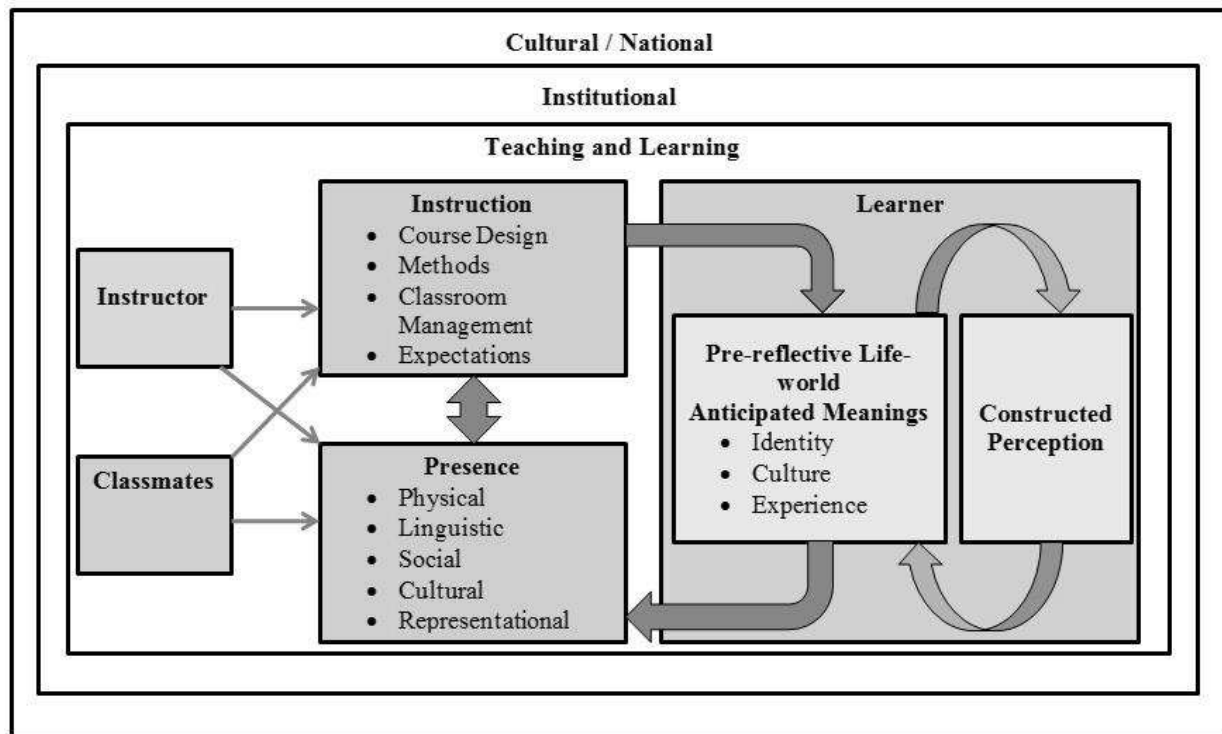 Cultural / National
Institutional
Teaching and Learning
Instructor
Classmates
Instruction
• Course Design
• Methods
• Classroom
Management
• Expectations
Presence
• Physical
• Linguistic
• Social
• Cultural
• Representational
Learner
Pre-reflective Life-
world
Anticipated Meanings
• Identity
• Culture
• Experience
Constructed
Perception